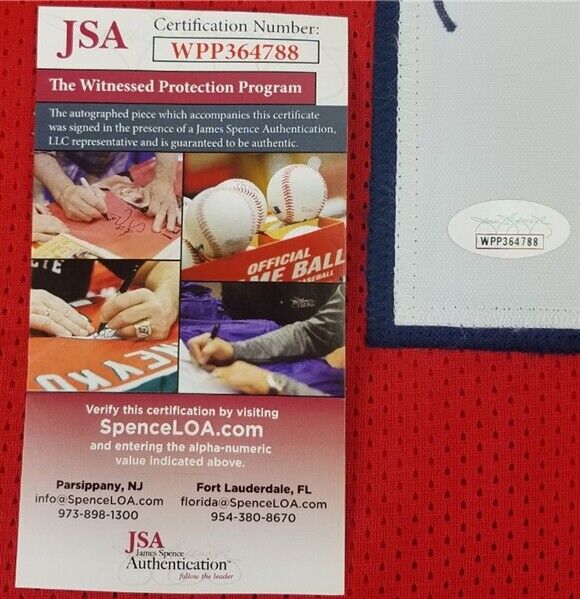 JSA
Certification Number:
WPP364788
The Witnessed Protection Program
The autographed piece which accompanies this certificate
was signed in the presence of a James Spence Authentication,
LLC representative and is guaranteed to be authentic.
OFFICIAL
ME BALL
BASEBALL
Verify this certification by visiting
SpenceLOA.com
and entering the alpha-numeric
value indicated above.
Parsippany, NJ
info@SpenceLOA.com
973-898-1300
Fort Lauderdale, FL
florida@SpenceLOA.com
954-380-8670
JSA
James Spence
Authentication
follow the leader
WPP364788